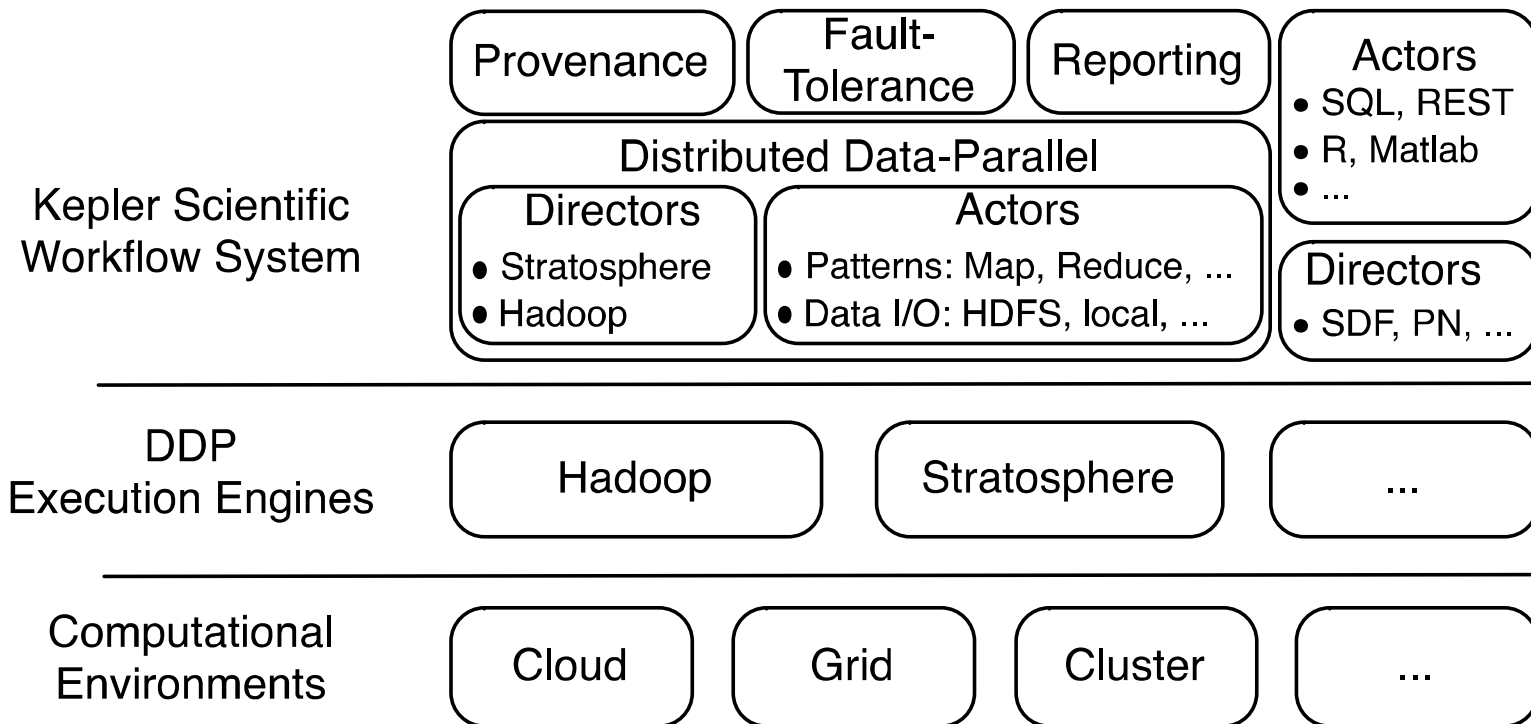 Kepler Scientific
Workflow System
Provenance
Fault-
Tolerance
Reporting
Distributed Data-Parallel
Directors
• Stratosphere
• Hadoop
Actors
• Patterns: Map, Reduce, ...
• Data I/O: HDFS, local, ...
Actors
• SQL, REST
• R, Matlab
• ...
Directors
• SDF, PN, ...
DDP
Execution Engines
Hadoop
Stratosphere
...
Computational
Environments
Cloud
Grid
Cluster
...